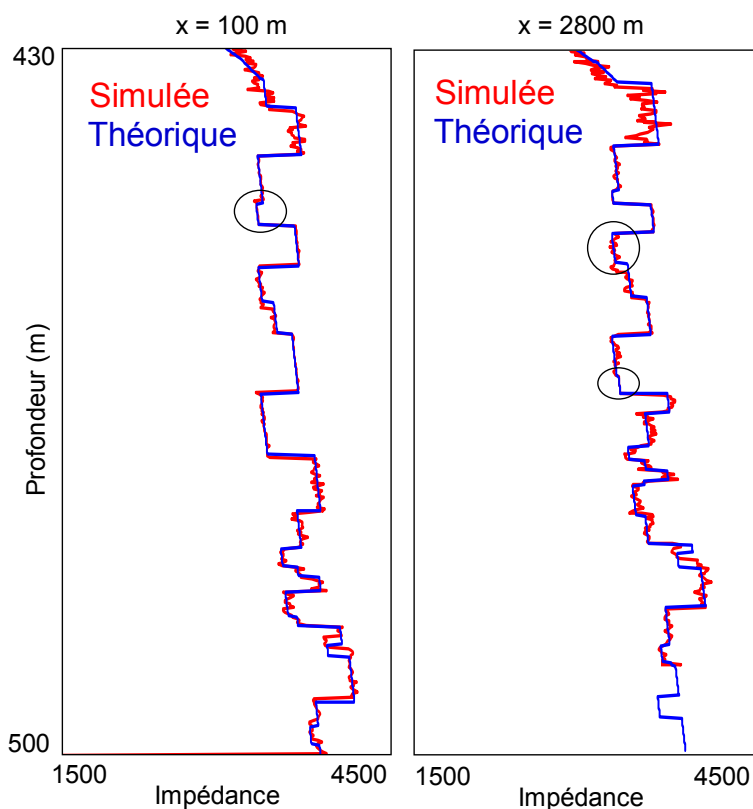 x = 100 m
x = 2800 m
430
Simulée
Théorique
Simulée
Théorique
Profondeur (m)
500
1500
4500
1500
4500
Impédance
Impédance